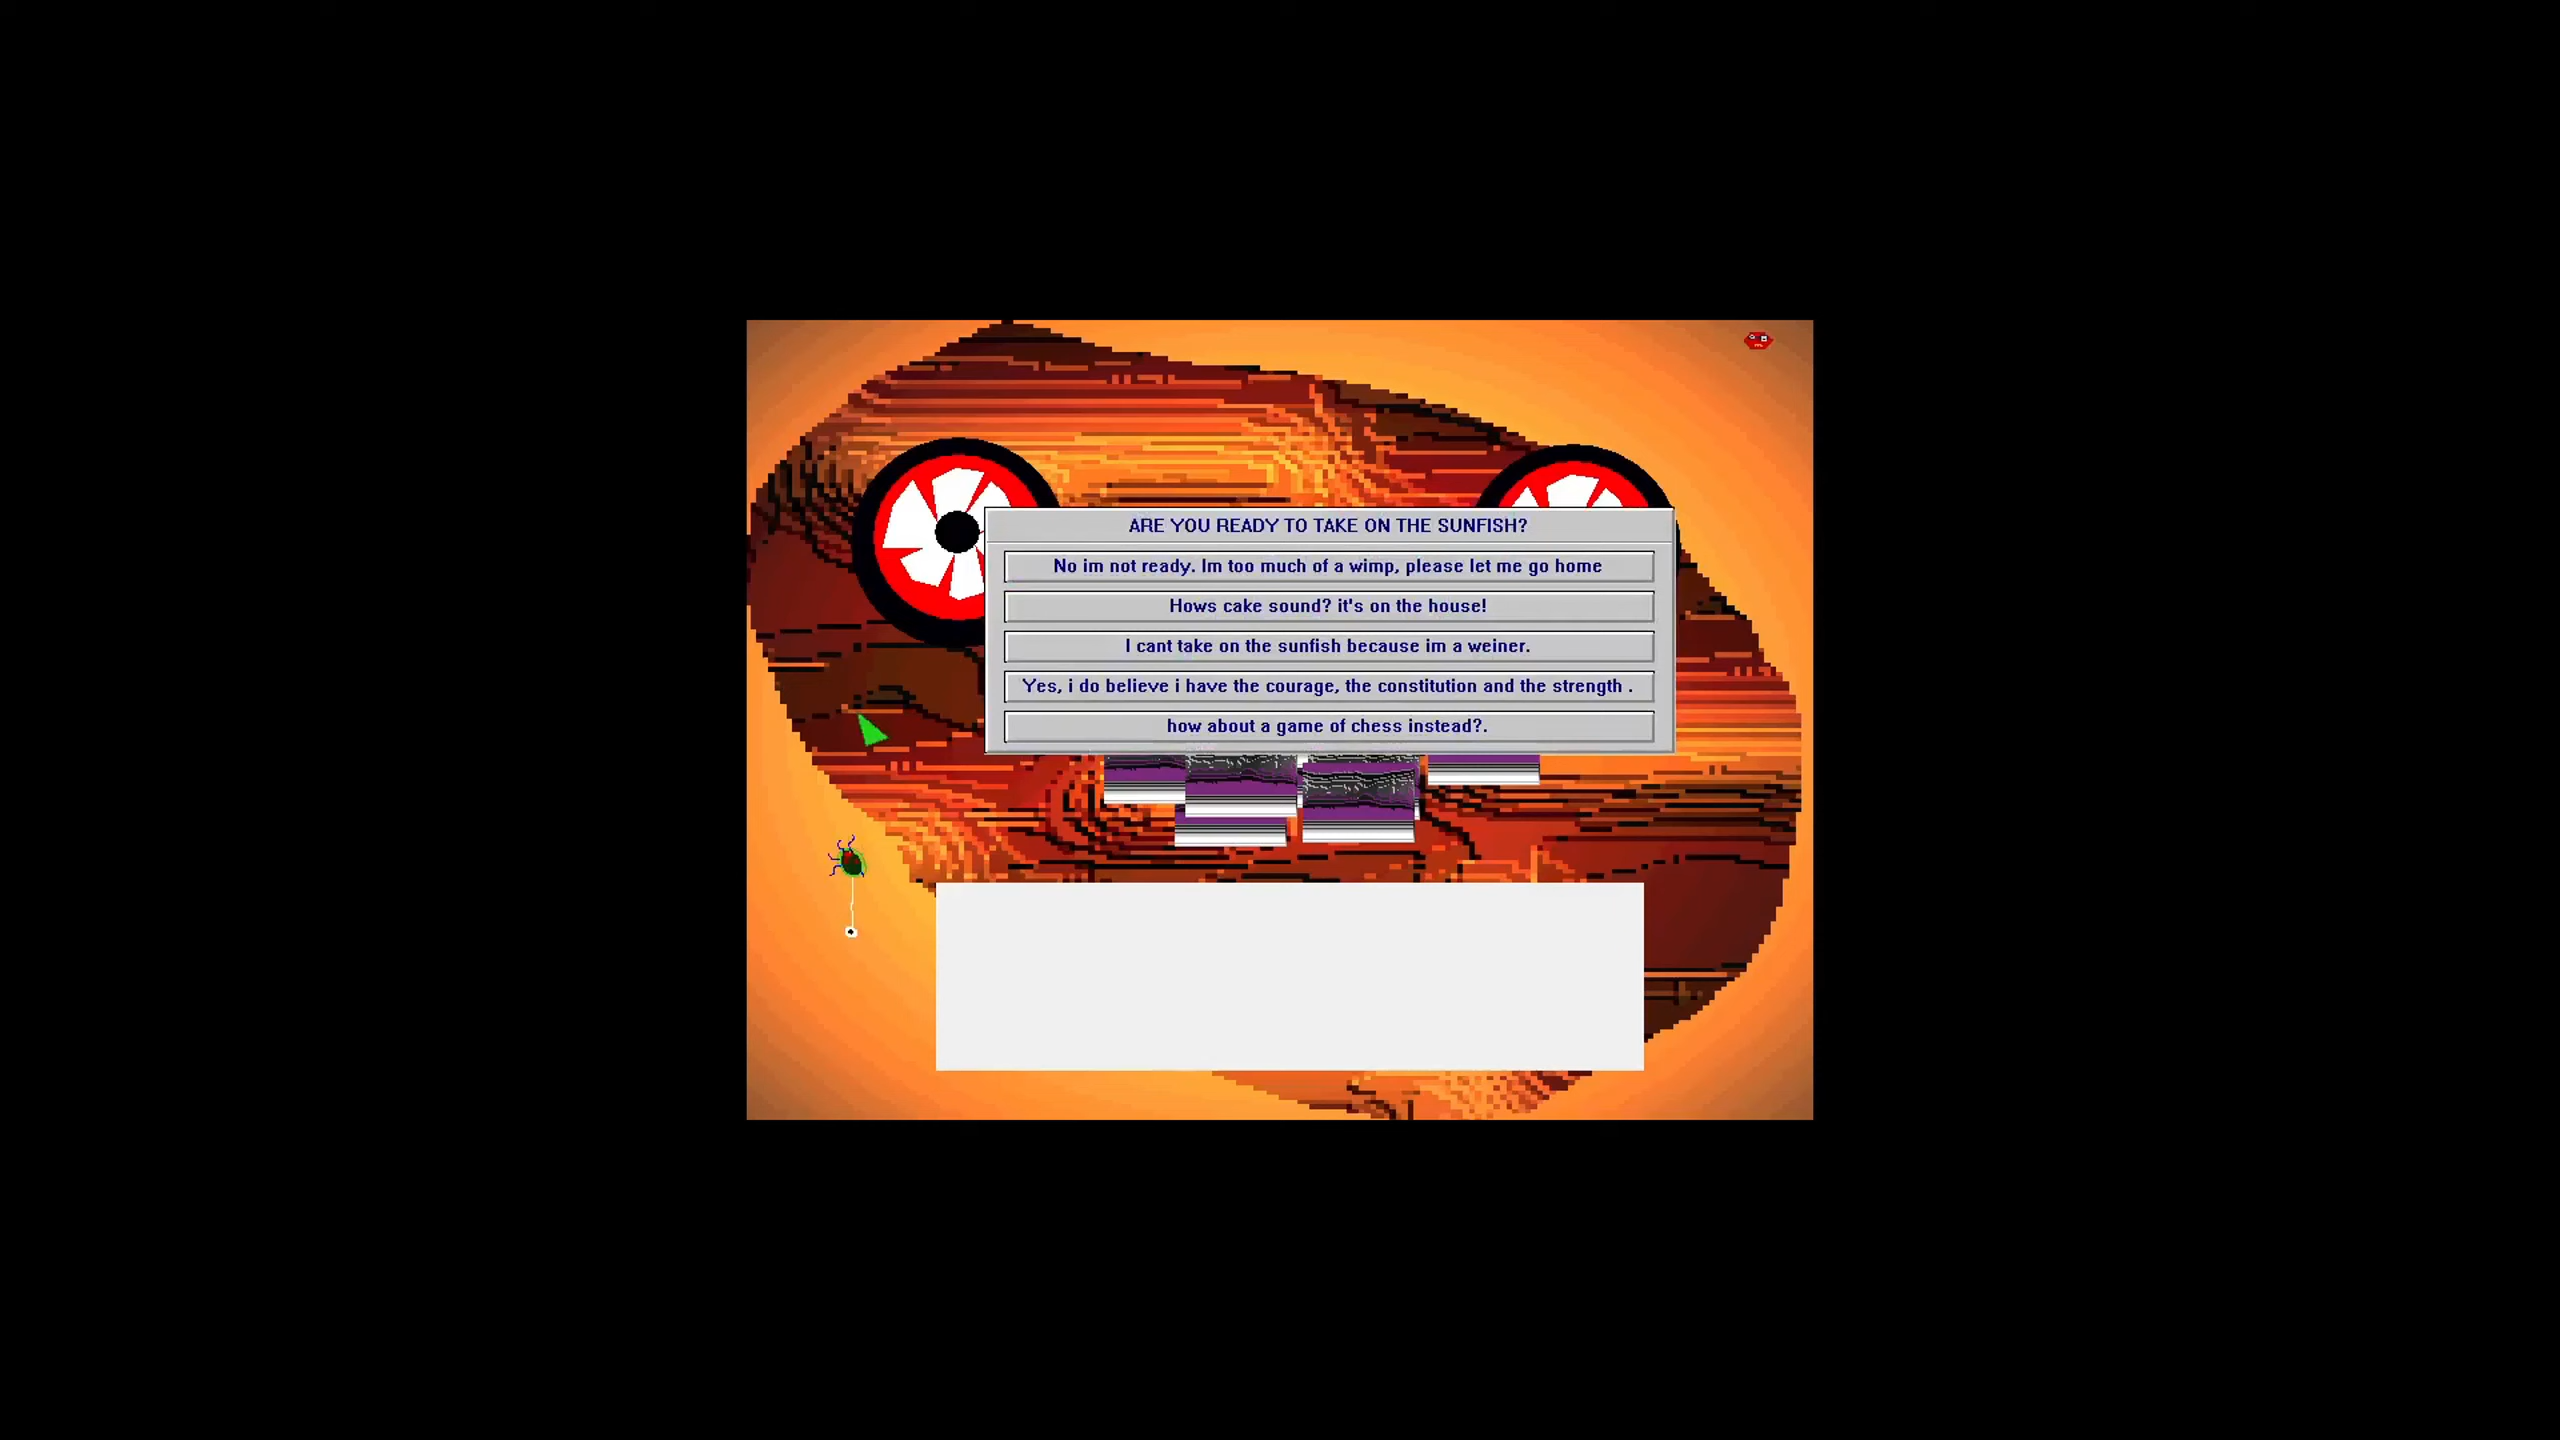 ARE YOU READY TO TAKE ON THE SUNFISH?
No im not ready. Im too much of a wimp, please let me go home
Hows cake sound? it's on the house!
I cant take on the sunfish because im a weiner.
Yes, i do believe i have the courage, the constitution and the strength .
how about a game of chess instead?.